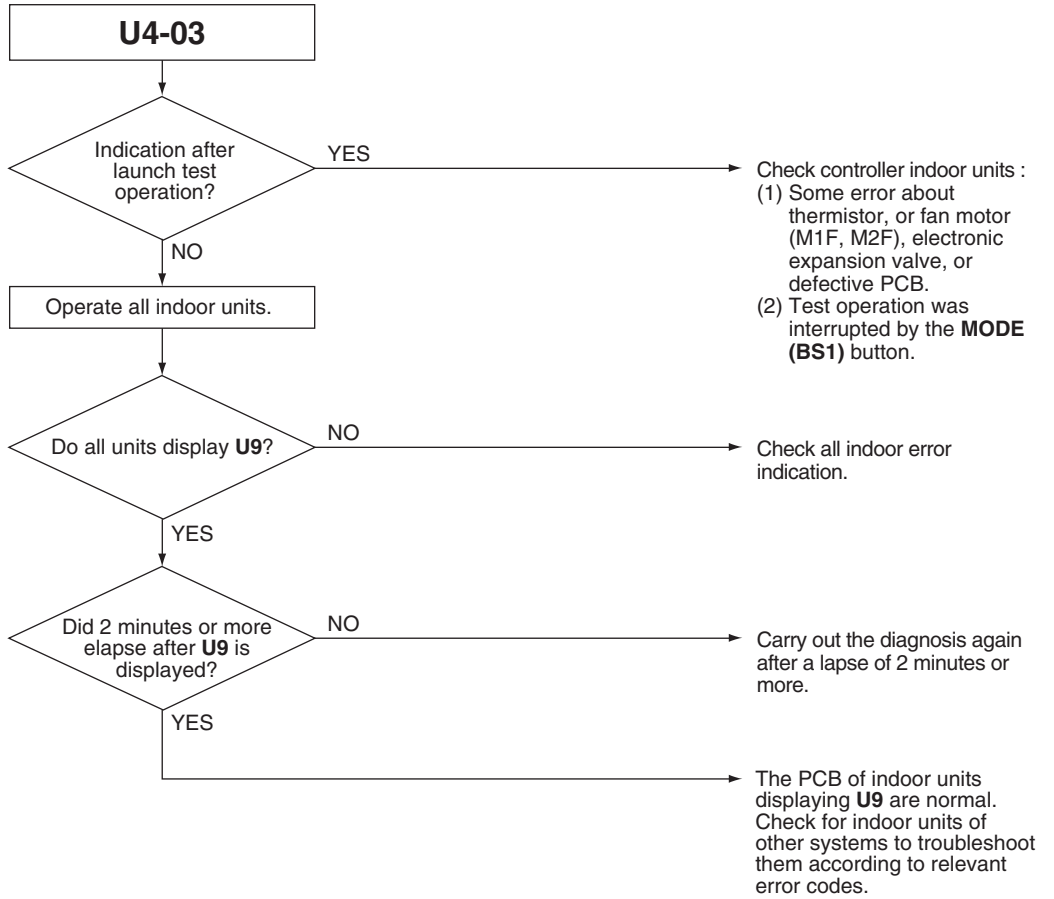 U4-03
Indication after
launch test
operation?
YES
Check controller indoor units :
(1) Some error about
thermistor, or fan motor
(M1F, M2F), electronic
expansion valve, or
defective PCB.
(2) Test operation was
interrupted by the MODE
(BS1) button.
NO
Operate all indoor units.
Do all units display U9?
NO
Check all indoor error
indication.
YES
Did 2 minutes or more
elapse after U9 is
displayed?
NO
Carry out the diagnosis again
after a lapse of 2 minutes or
more.
YES
The PCB of indoor units
displaying U9 are normal.
Check for indoor units of
other systems to troubleshoot
them according to relevant
error codes.